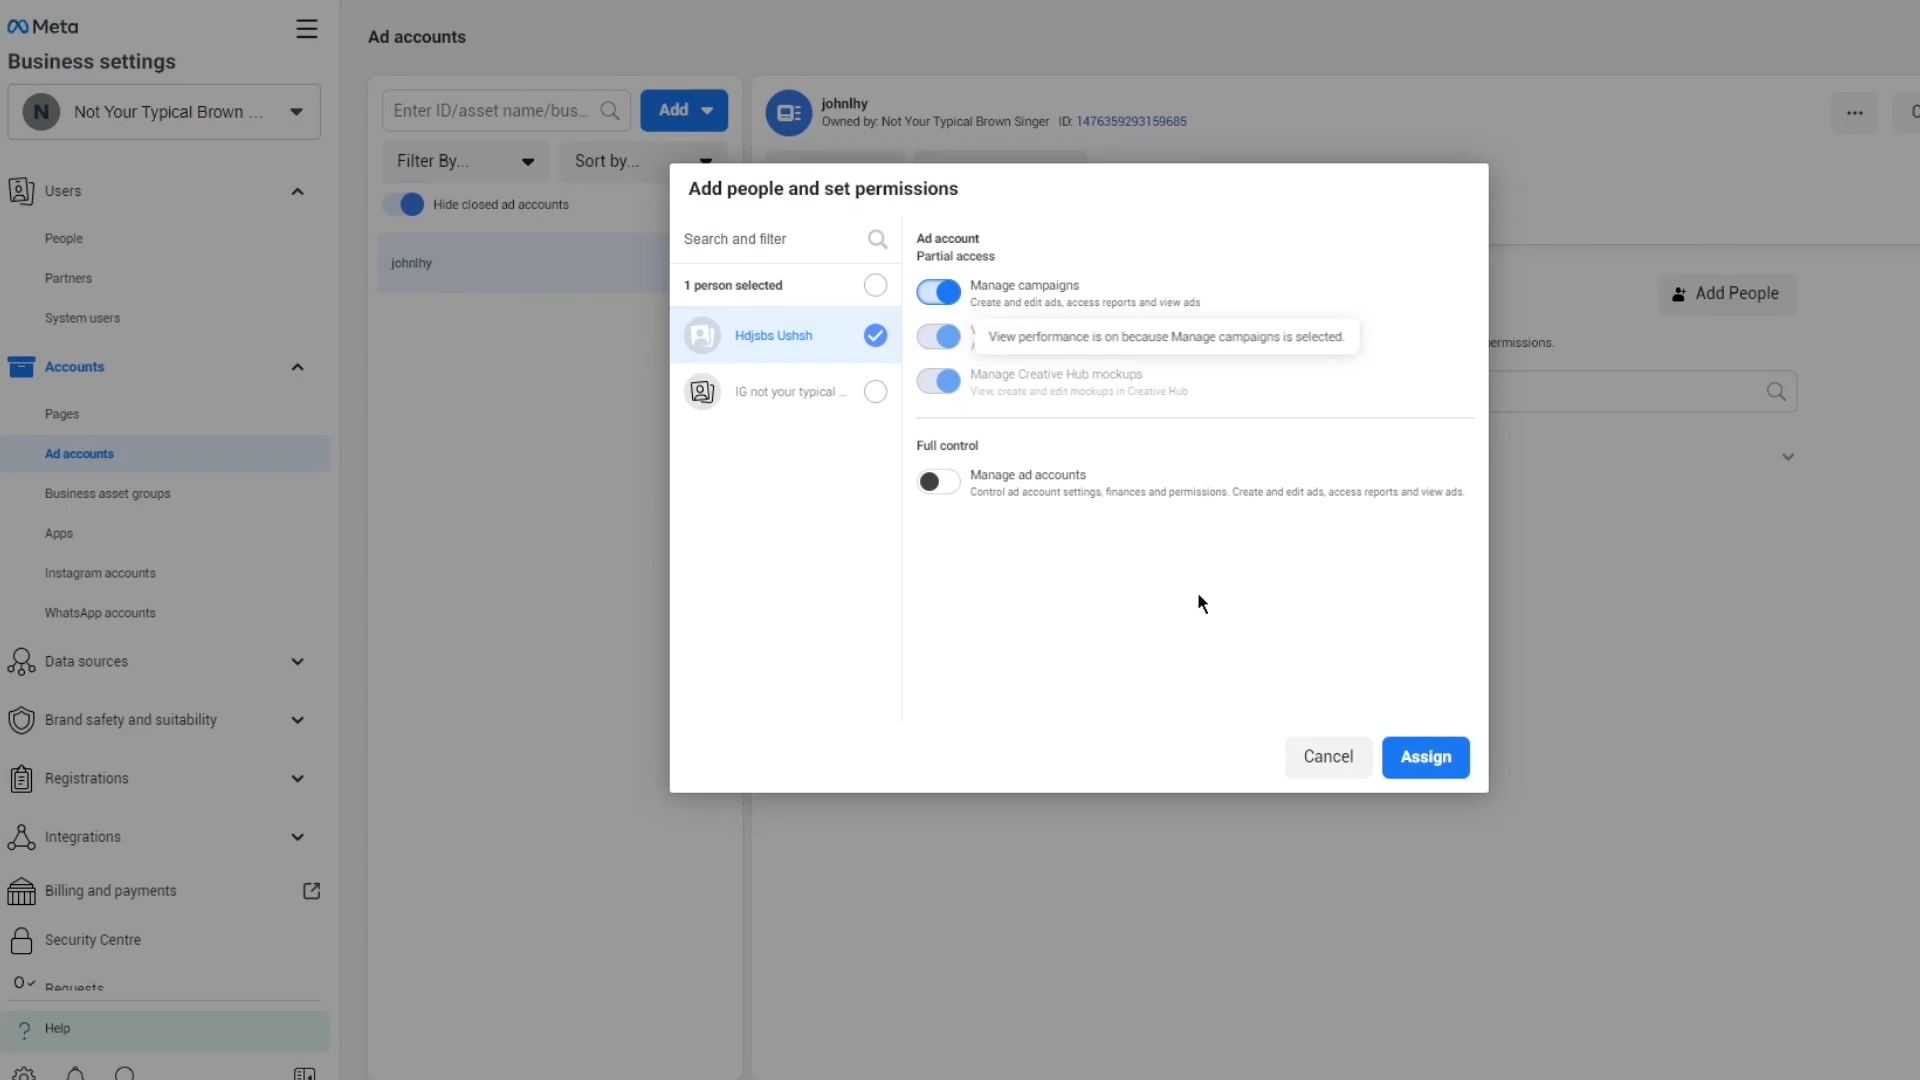 Meta
Business settings
N
Not Your Typical Brown ...
Users
People
Partners
System users
Accounts
Pages
Ad accounts
Business asset groups
Apps
Instagram accounts
WhatsApp accounts
Data sources
Brand safety and suitability
Registrations
Integrations
Billing and payments
Security Centre
Requests
Help
Ad accounts
Enter ID/asset name/bus...
Add
Filter By...
Sort by...
Hide closed ad accounts
johnlhy
johnlhy
Owned by: Not Your Typical Brown Singer ID: 1476359293159685
Add People
ermissions.
Add people and set permissions
Search and filter
1 person selected
Hdjsbs Ushsh
IG not your typical ...
Ad account
Partial access
Manage campaigns
Create and edit ads, access reports and view ads
View performance is on because Manage campaigns is selected.
Manage Creative Hub mockups
View, create and edit mockups in Creative Hub
Full control
Manage ad accounts
Control ad account settings, finances and permissions. Create and edit ads, access reports and view ads.
Cancel
Assign